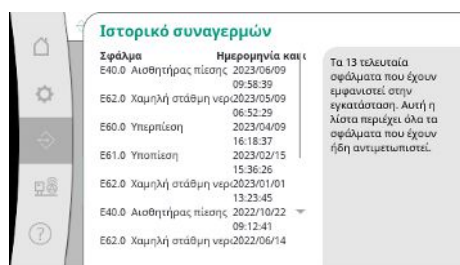 Ιστορικό συναγερμών
Σφάλμα Ημερομηνία και
E40.0 Αισθητήρας πίεσης 2023/06/09
09:58:39
E62.0 Χαμηλή στάθμη νερο 2023/05/09
06:52:29
E60.0 Υπερπίεση 2023/04/09
16:18:37
E61.0 Υποπίεση 2023/02/15
15:36:26
E62.0 Χαμηλή στάθμη νερο 2023/01/01
13:23:45
E40.0 Αισθητήρας πίεσης 2022/10/22
09:12:41
E62.0 Χαμηλή στάθμη νερο 2022/06/14
Τα 13 τελευταία
σφάλματα που έχουν
εμφανιστεί στην
εγκατάσταση. Αυτή η
λίστα περιέχει όλα τα
σφάλματα που έχουν
ήδη αντιμετωπιστεί.